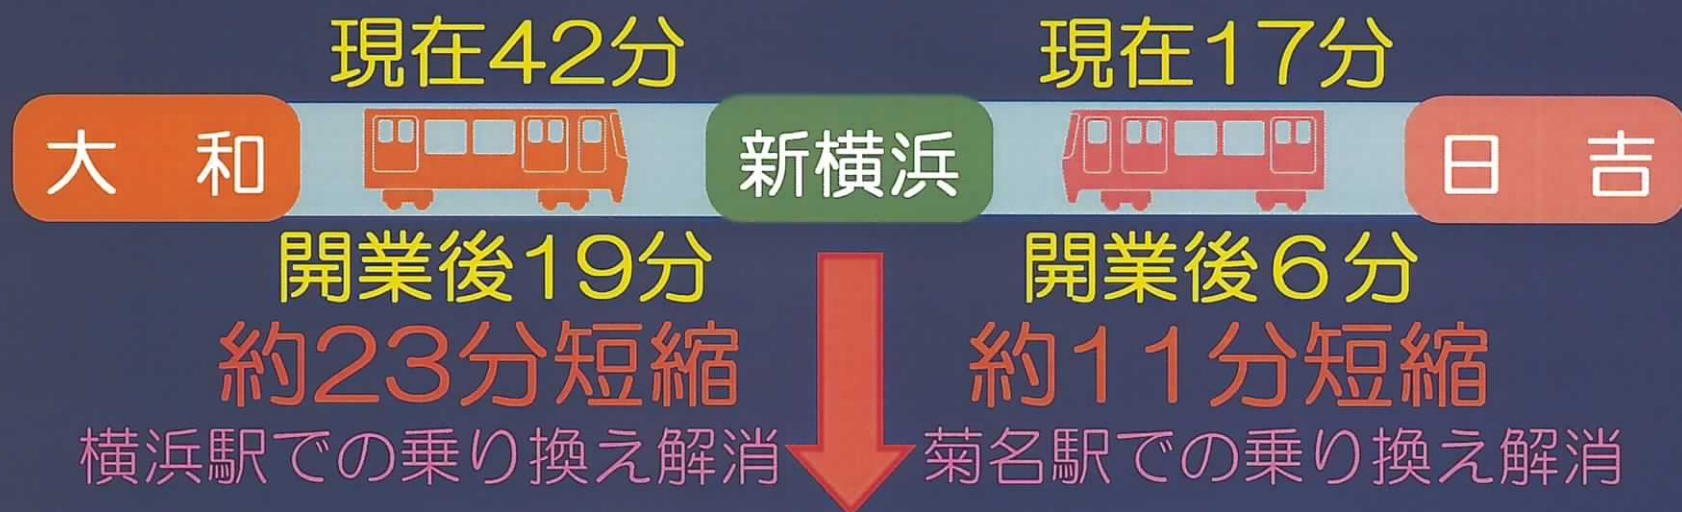 現在42分 現在17分
大 和 新横浜 日 吉
開業後19分 開業後6分
約23分短縮 約11分短縮
横浜駅での乗り換え解消 菊名駅での乗り換え解消